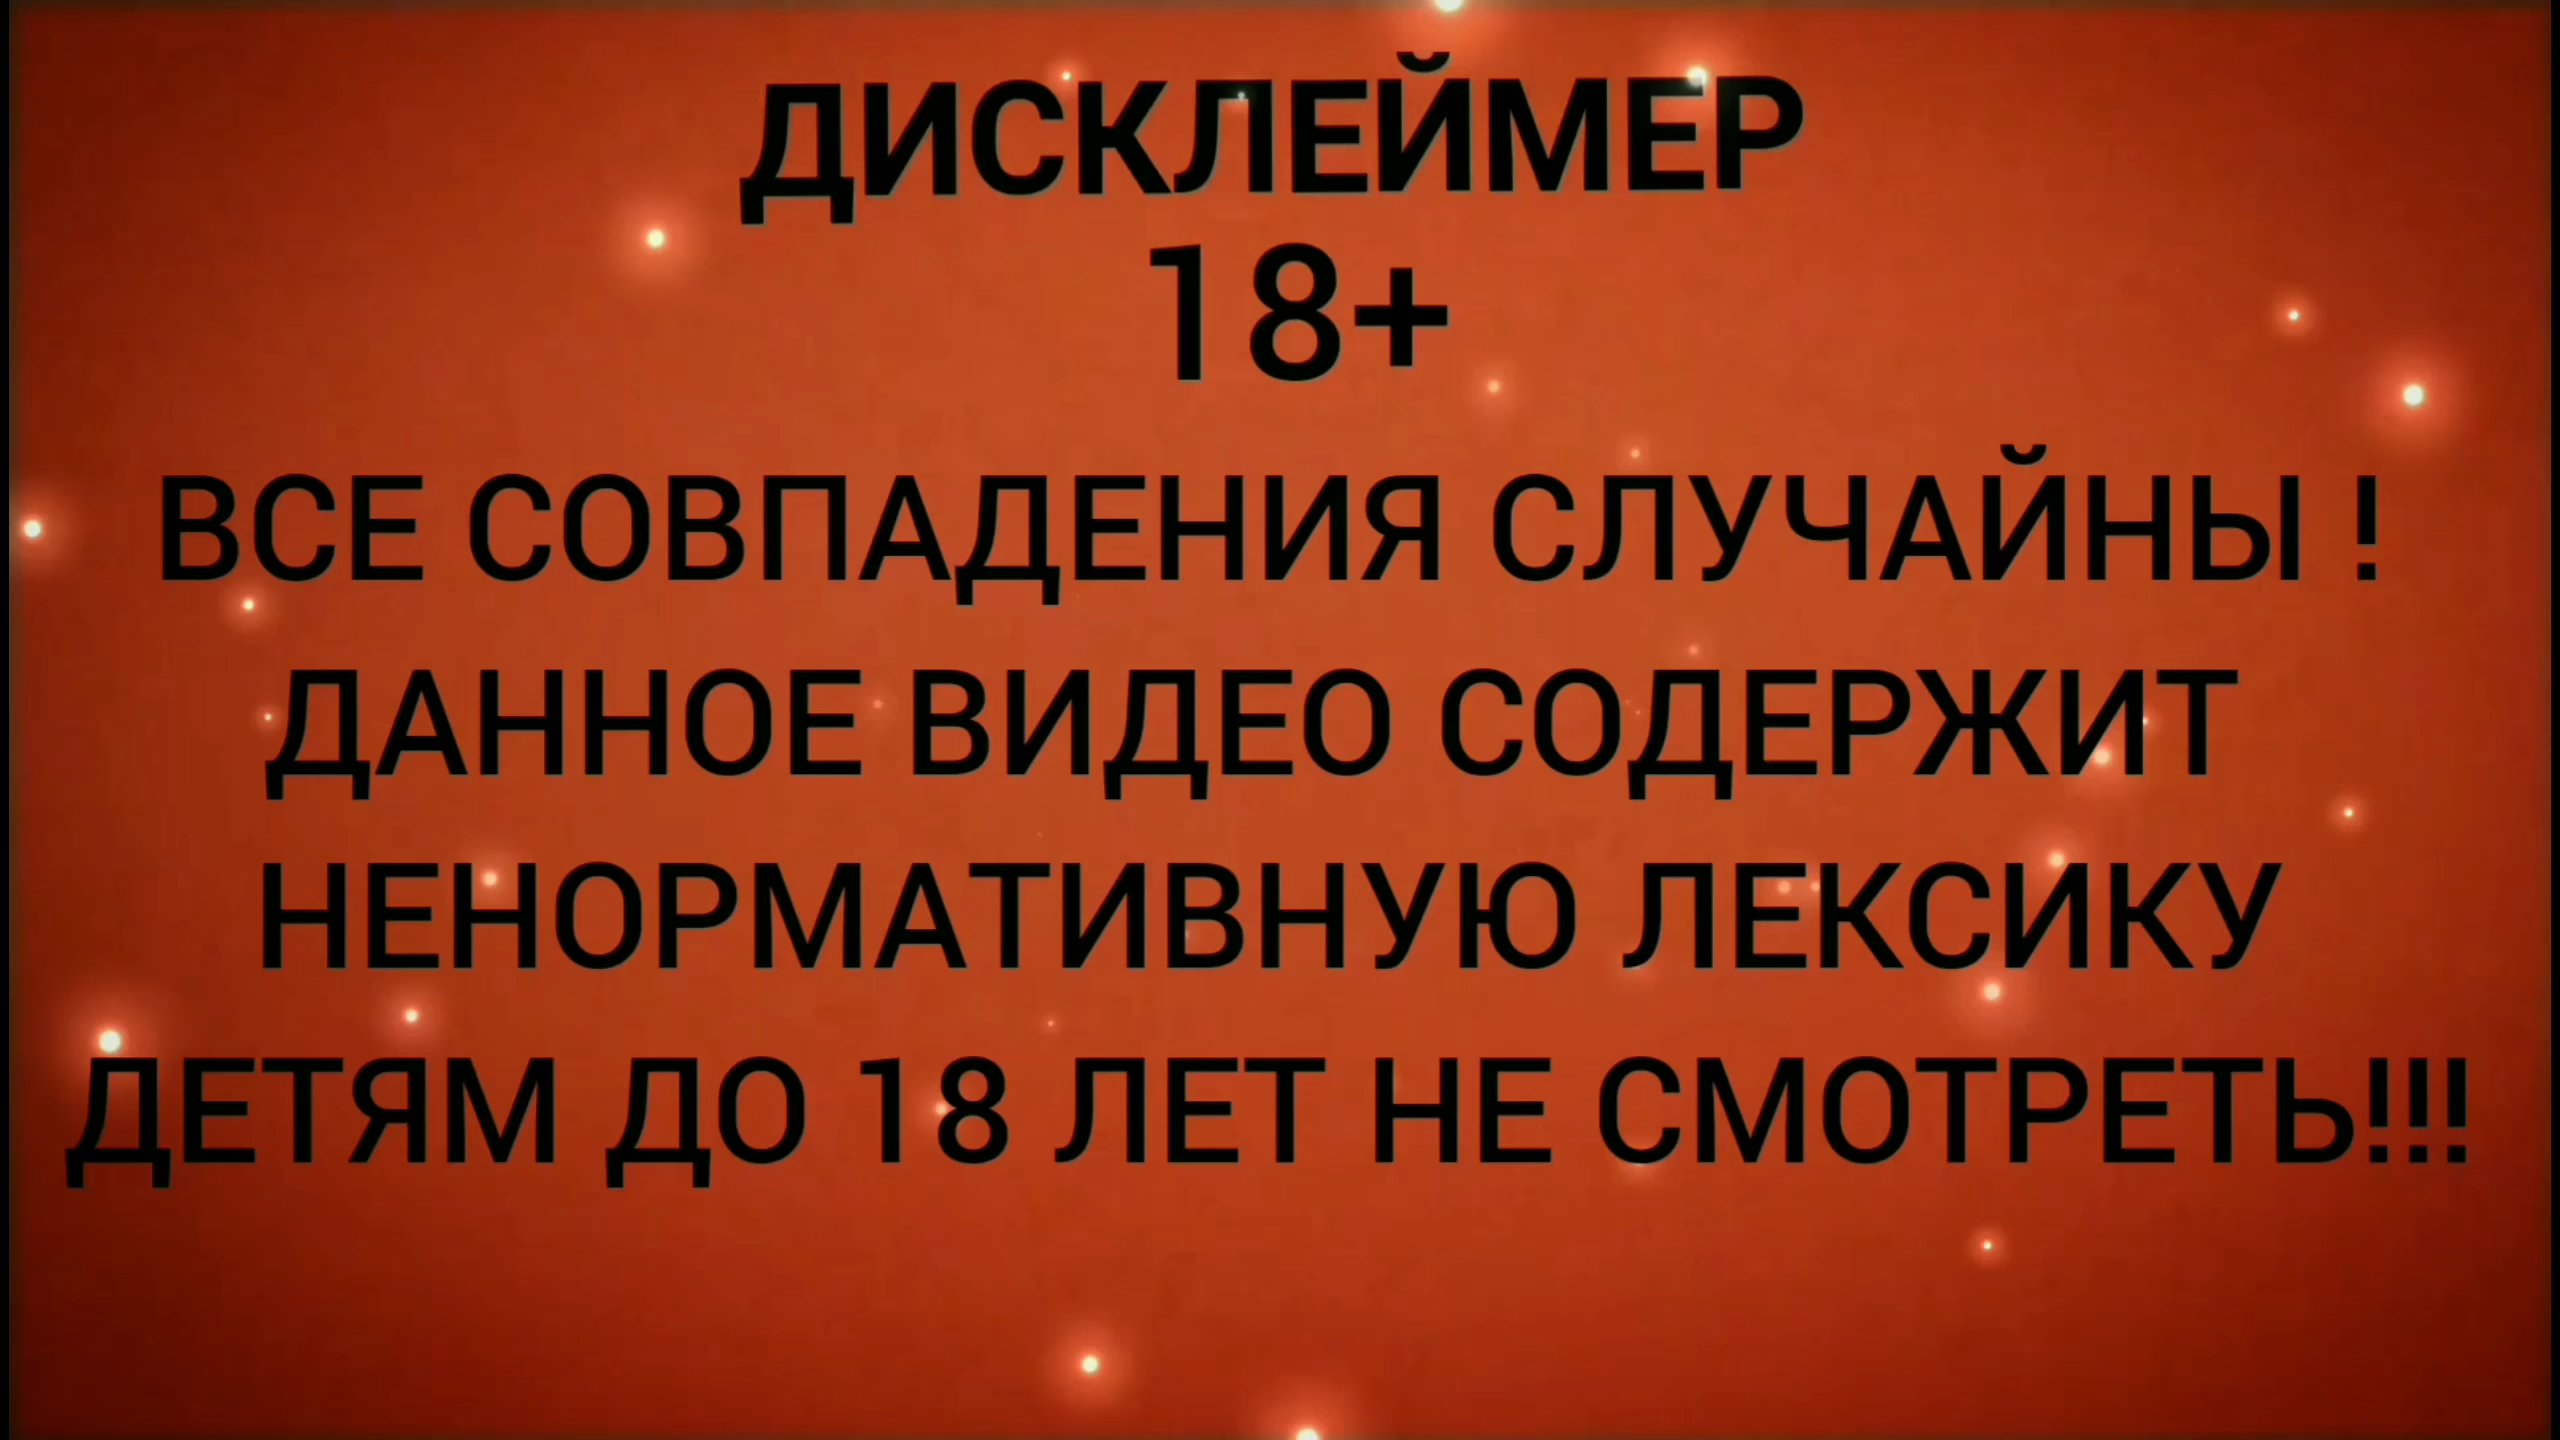 ДИСКЛЕЙМЕР
18+
ВСЕ СОВПАДЕНИЯ СЛУЧАЙНЫ !
ДАННОЕ ВИДЕО СОДЕРЖИТ
НЕНОРМАТИВНУЮ ЛЕКСИКУ
ДЕТЯМ ДО 18 ЛЕТ НЕ СМОТРЕТЬ!!!